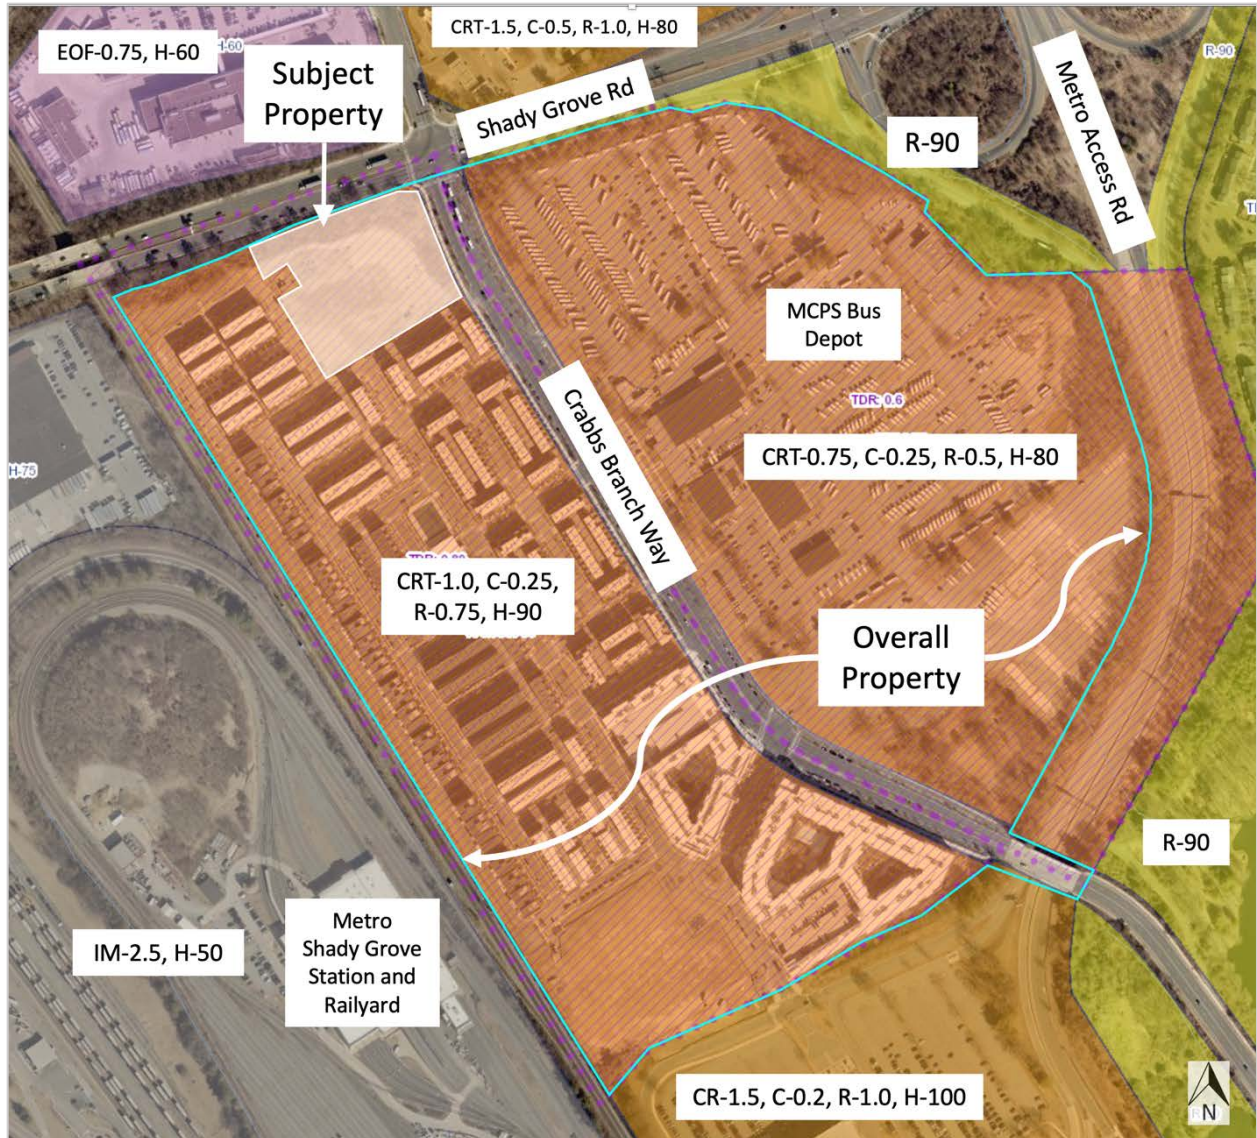 CRT-1.5, C-0.5, R-1.0, H-80
EOF-0.75, H-60
H-60
Subject
Property
Shady Grove Rd
Metro Access Rd
R-90
R-90
MCPS Bus
Depot
TDR: 0.6
CRT-0.75, C-0.25, R-0.5, H-80
H-75
Crabbs Branch Way
CRT-1.0, C-0.25,
R-0.75, H-90
Overall
Property
R-90
Metro
Shady Grove
Station and
Railyard
IM-2.5, H-50
CR-1.5, C-0.2, R-1.0, H-100
N